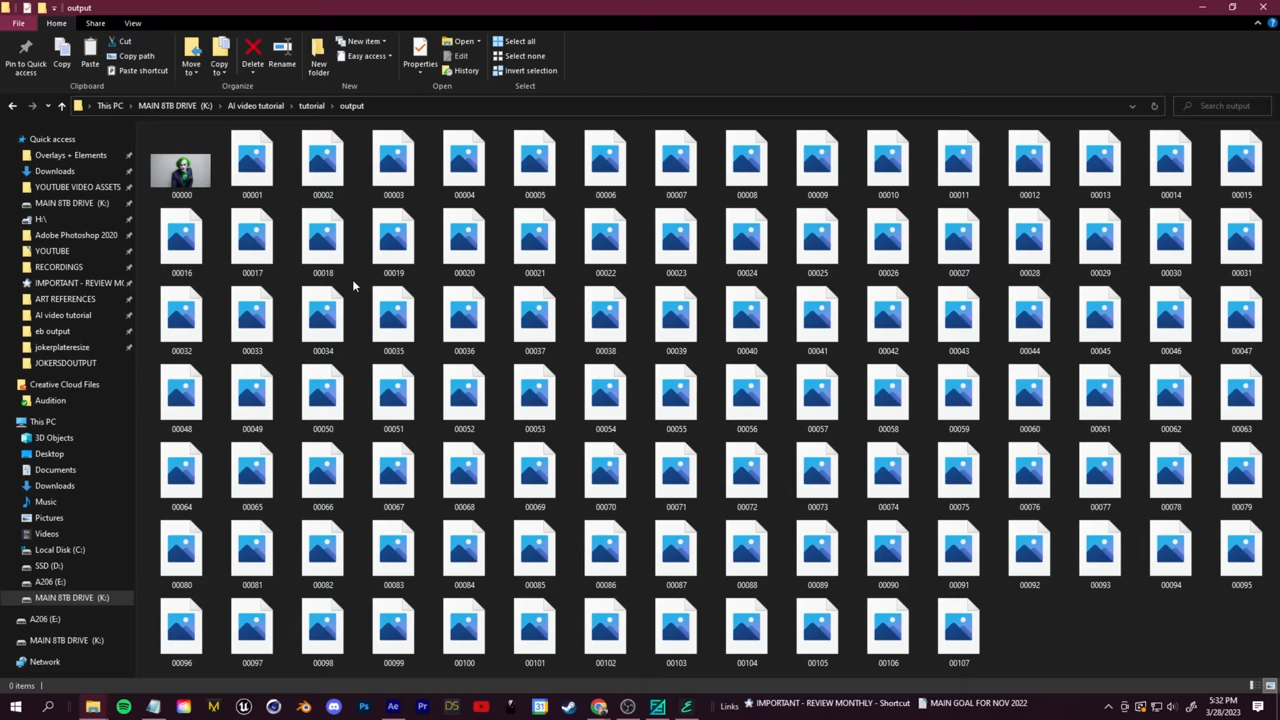 output
File Home Share View
Pin to Quick access
Copy
Paste
Cut
Copy path
Paste shortcut
Clipboard
Move to
Copy to
Delete
Rename
Organize
New folder
New item
Easy access
New
Properties
Open
Edit
History
Open
Select all
Select none
Invert selection
Select
This PC > MAIN 8TB DRIVE (K:) > AI video tutorial > tutorial > output
Search output
Quick access
Overlays + Elements
Downloads
YOUTUBE VIDEO ASSETS
MAIN 8TB DRIVE (K:)
H:\
Adobe Photoshop 2020
YOUTUBE
RECORDINGS
IMPORTANT - REVIEW MC
ART REFERENCES
AI video tutorial
eb output
jokerplateresize
JOKERSDOUTPUT
Creative Cloud Files
Audition
This PC
3D Objects
Desktop
Documents
Downloads
Music
Pictures
Videos
Local Disk (C:)
SSD (D:)
A206 (E:)
MAIN 8TB DRIVE (K:)
A206 (E:)
MAIN 8TB DRIVE (K:)
Network
00000 00001 00002 00003 00004 00005 00006 00007 00008 00009 00010 00011 00012 00013 00014 00015
00016 00017 00018 00019 00020 00021 00022 00023 00024 00025 00026 00027 00028 00029 00030 00031
00032 00033 00034 00035 00036 00037 00038 00039 00040 00041 00042 00043 00044 00045 00046 00047
00048 00049 00050 00051 00052 00053 00054 00055 00056 00057 00058 00059 00060 00061 00062 00063
00064 00065 00066 00067 00068 00069 00070 00071 00072 00073 00074 00075 00076 00077 00078 00079
00080 00081 00082 00083 00084 00085 00086 00087 00088 00089 00090 00091 00092 00093 00094 00095
00096 00097 00098 00099 00100 00101 00102 00103 00104 00105 00106 00107
0 items
Ps Ae Pr DS 31
Links IMPORTANT - REVIEW MONTHLY - Shortcut MAIN GOAL FOR NOV 2022
5:32 PM
3/28/2023